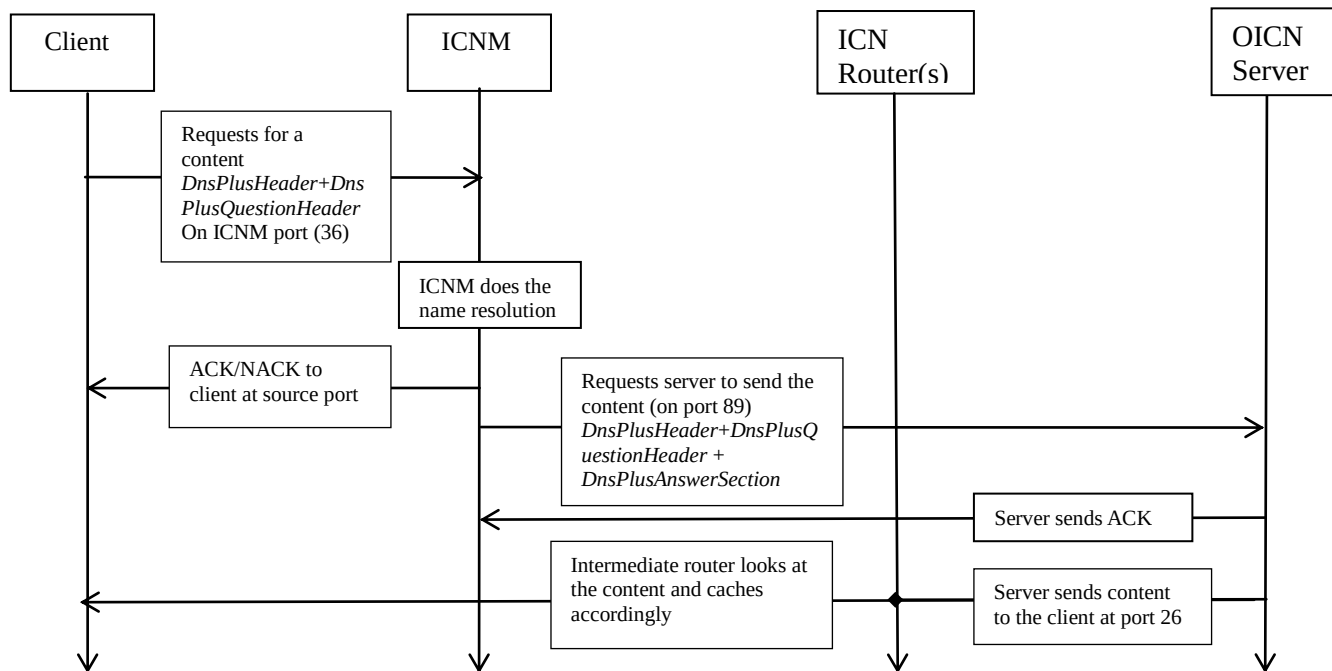 Client
ICNM
ICN
Router(s)
OICN
Server
Requests for a
content
DnsPlusHeader+Dns
PlusQuestionHeader
On ICNM port (36)
ICNM does the
name resolution
ACK/NACK to
client at source port
Requests server to send the
content (on port 89)
DnsPlusHeader+DnsPlusQ
uestionHeader +
DnsPlusAnswerSection
Server sends ACK
Intermediate router looks at
the content and caches
accordingly
Server sends content
to the client at port 26